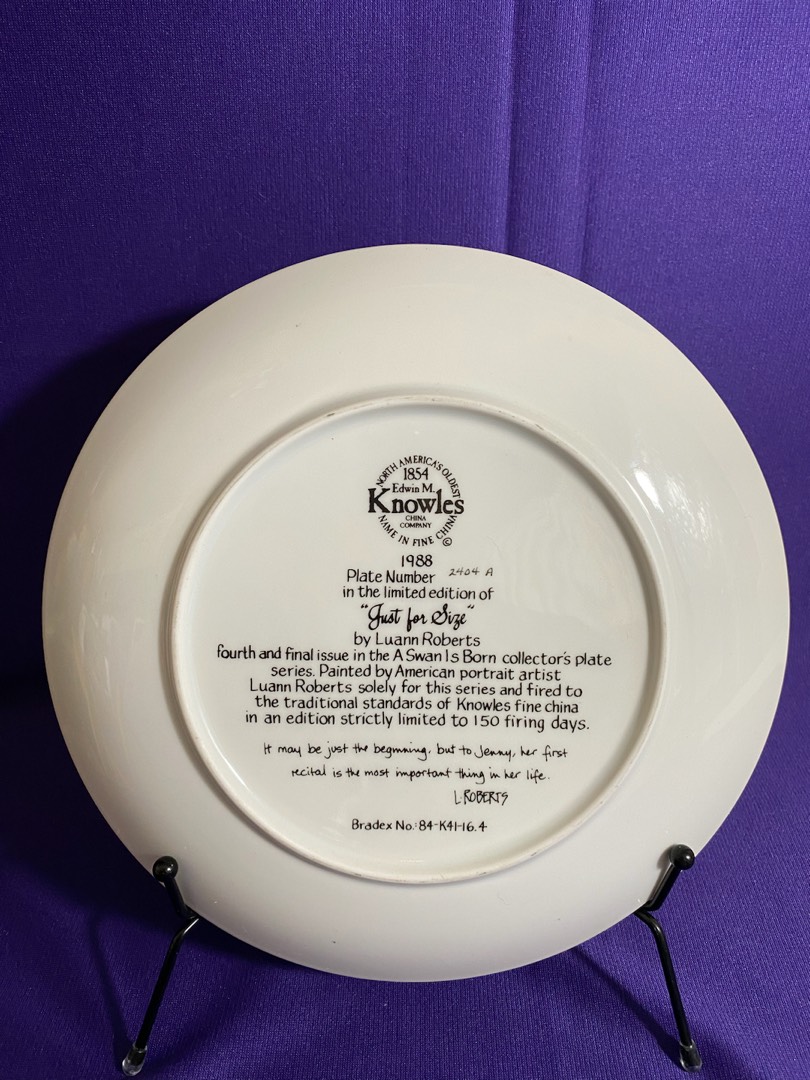 NORTH AMERICA'S OLDEST
1854
Edwin M.
Knowles
CHINA
COMPANY
NAME IN FINE CHINA
©
1988
Plate Number 2404 A
in the limited edition of
"Just for Size"
by Luann Roberts
fourth and final issue in the A Swan Is Born collector's plate
series. Painted by American portrait artist
Luann Roberts solely for this series and fired to
the traditional standards of Knowles fine china
in an edition strictly limited to 150 firing days.
It may be just the beginning, but to Jenny, her first
recital is the most important thing in her life.
L. ROBERTS
Bradex No.: 84-K41-16.4